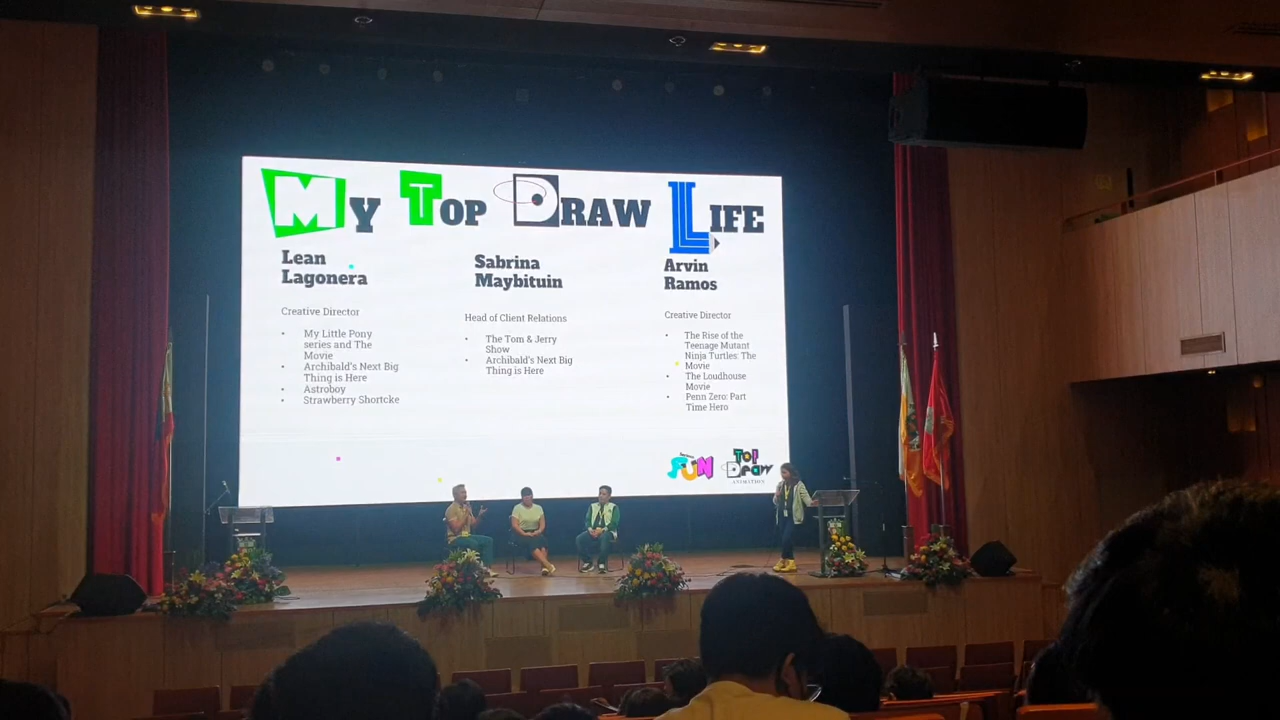 My Top Draw Life
Lean
Lagonera
Creative Director
• My Little Pony
series and The
Movie
• Archibald's Next Big
Thing is Here
• Astroboy
• Strawberry Shortcke
Sabrina
Maybituin
Head of Client Relations
• The Tom & Jerry
Show
• Archibald's Next Big
Thing is Here
Arvin
Ramos
Creative Director
• The Rise of the
Teenage Mutant
Ninja Turtles: The
Movie
• The Loudhouse
Movie
• Penn Zero: Part
Time Hero
FUN
Top
Draw
ANIMATION